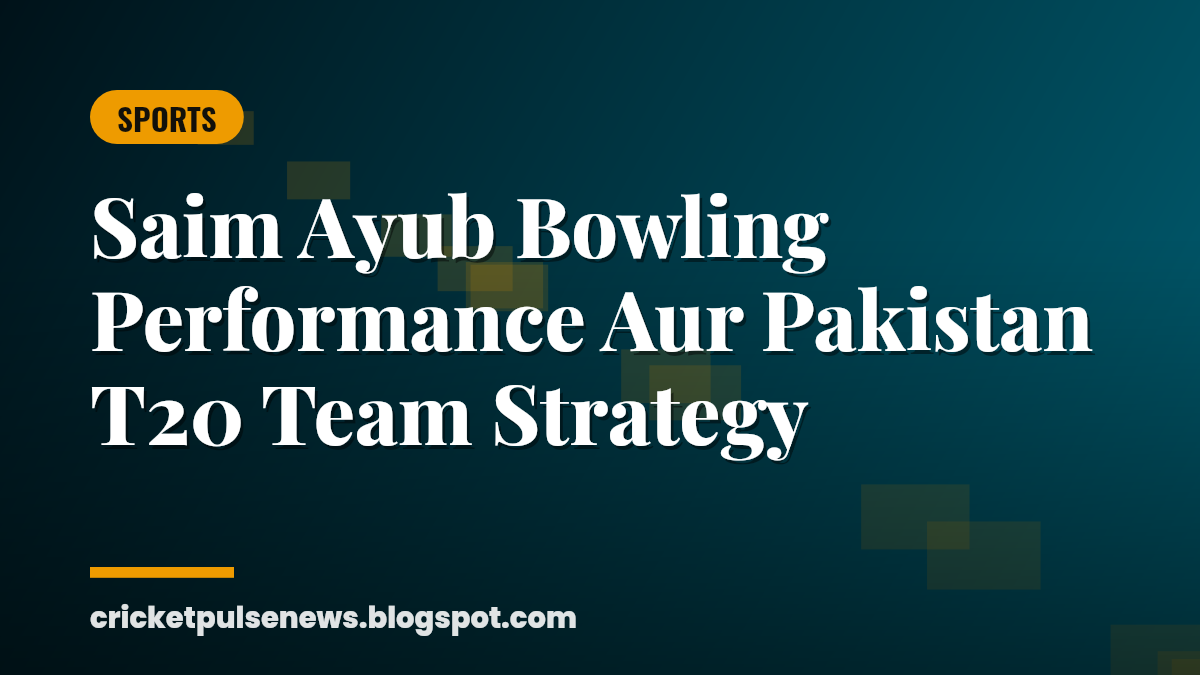 SPORTS
Saim Ayub Bowling
Performance Aur Pakistan
T20 Team Strategy
cricketpulsenews.blogspot.com